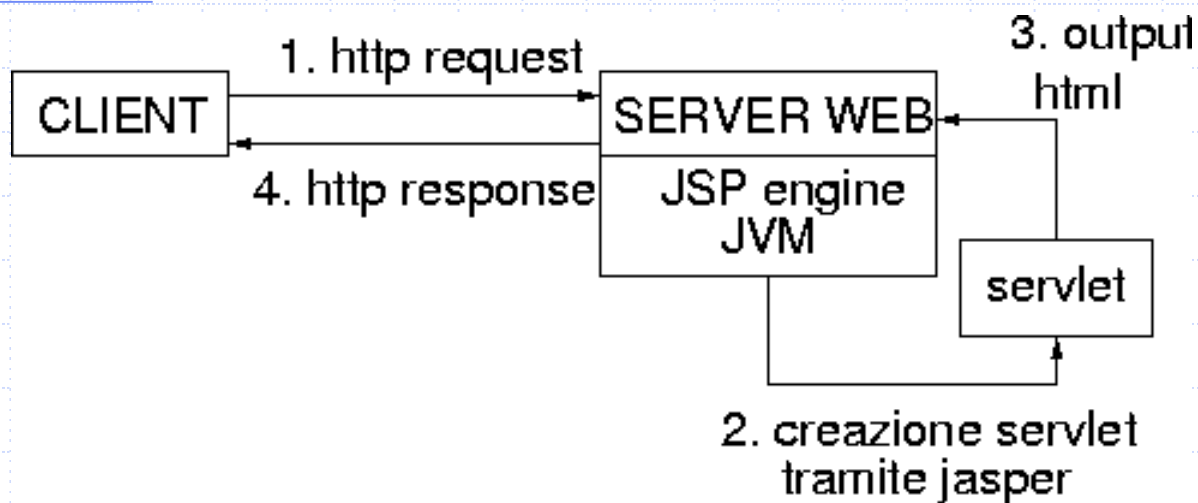 1. http request
3. output
html
CLIENT
SERVER WEB
4. http response
JSP engine
JVM
servlet
2. creazione servlet
tramite jasper